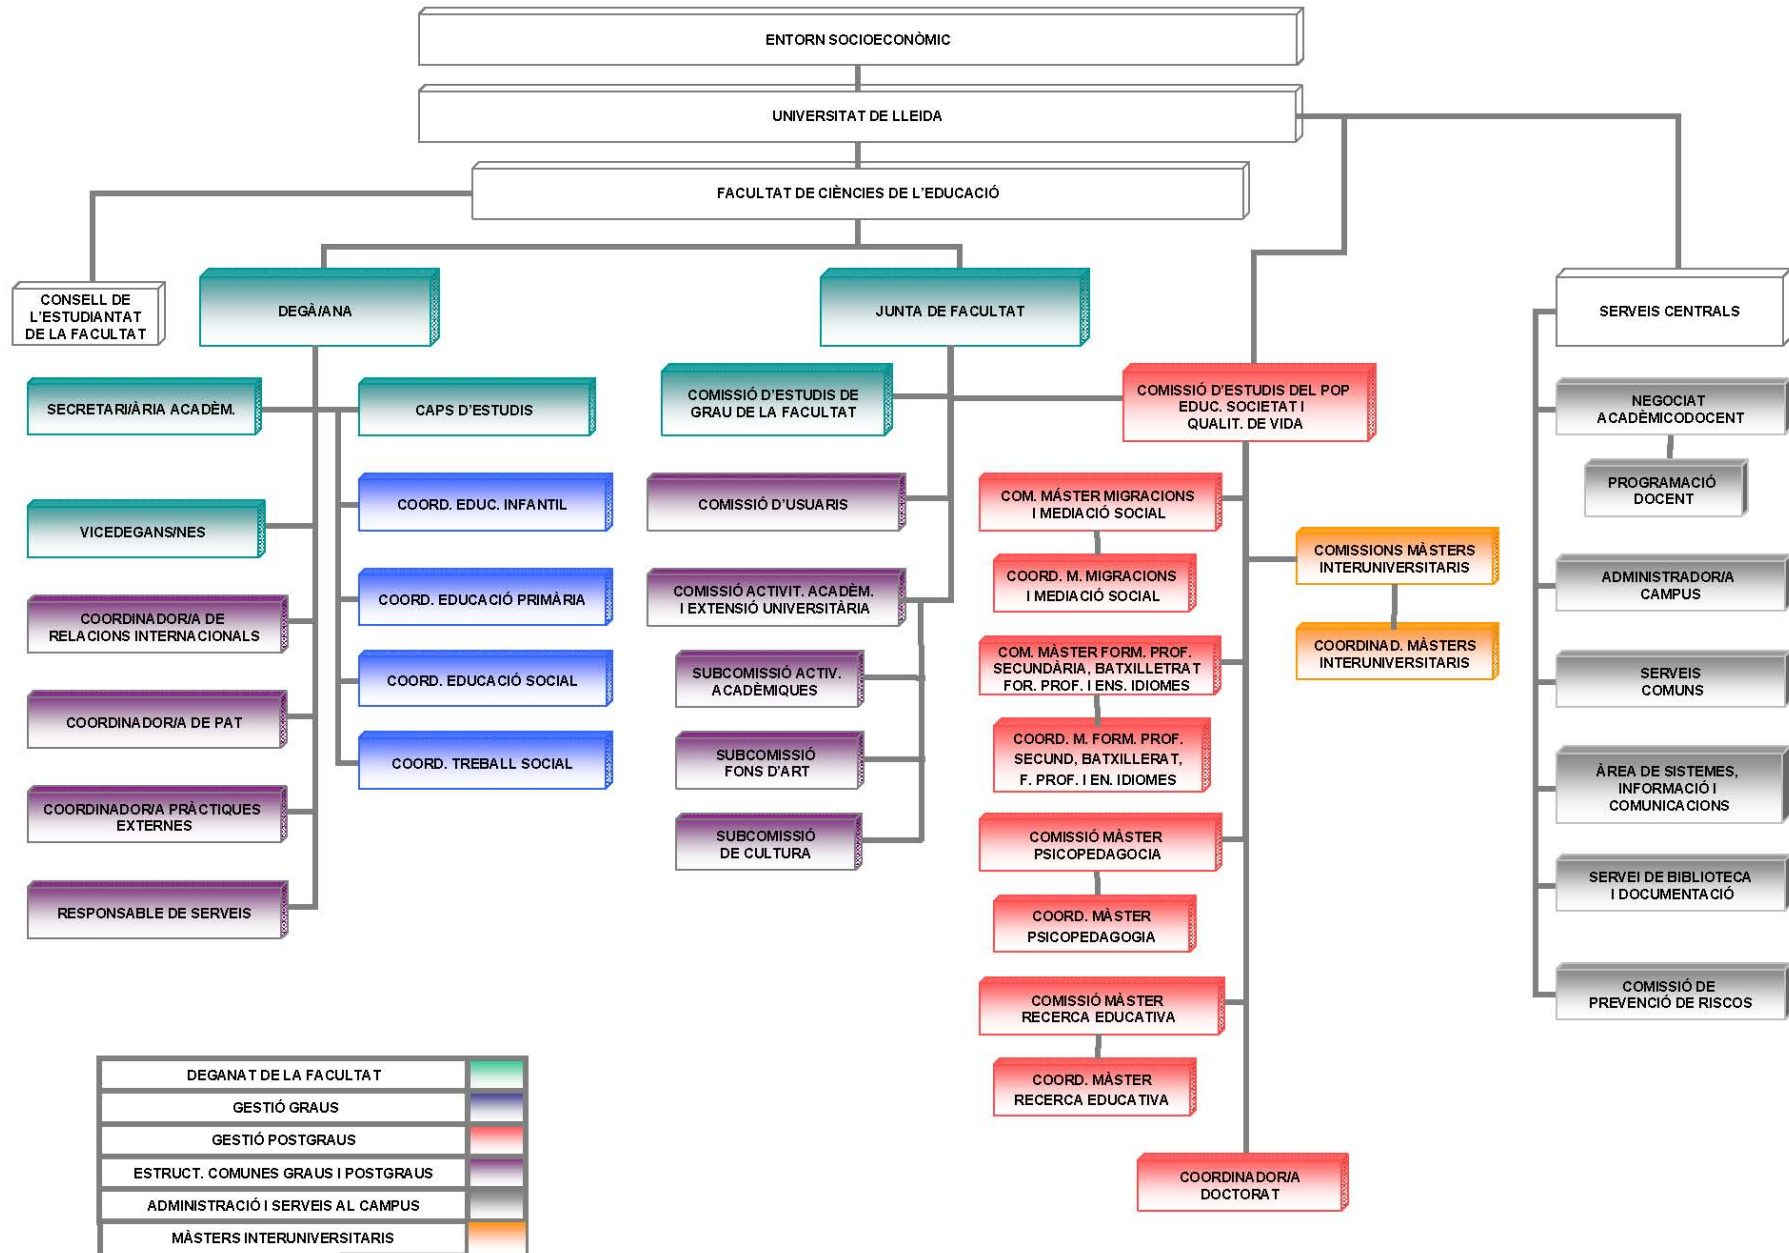 ENTORN SOCIOECONÒMIC
UNIVERSITAT DE LLEIDA
FACULTAT DE CIÈNCIES DE L'EDUCACIÓ
CONSELL DE
L'ESTUDIANTAT
DE LA FACULTAT
DEGÀ/ANA
JUNTA DE FACULTAT
SERVEIS CENTRALS
SECRETARI/ÀRIA ACADÈM.
CAPS D'ESTUDIS
VICEDEGANS/NES
COORD. EDUC. INFANTIL
COORDINADOR/A DE
RELACIONS INTERNACIONALS
COORD. EDUCACIÓ PRIMÀRIA
COORDINADOR/A DE PAT
COORD. EDUCACIÓ SOCIAL
COORDINADOR/A PRÀCTIQUES
EXTERNES
COORD. TREBALL SOCIAL
RESPONSABLE DE SERVEIS
COMISSIÓ D'ESTUDIS DE
GRAU DE LA FACULTAT
COMISSIÓ D'USUARIS
COMISSIÓ ACTIVIT. ACADÈM.
I EXTENSIÓ UNIVERSITÀRIA
SUBCOMISSIÓ ACTIV.
ACADÈMIQUES
SUBCOMISSIÓ
FONS D'ART
SUBCOMISSIÓ
DE CULTURA
COMISSIÓ D'ESTUDIS DEL POP
EDUC. SOCIETAT I
QUALIT. DE VIDA
COM. MÁSTER MIGRACIONS
I MEDIACIÓ SOCIAL
COORD. M. MIGRACIONS
I MEDIACIÓ SOCIAL
COM. MÀSTER FORM. PROF.
SECUNDÀRIA, BATXILLETRAT
FOR. PROF. I ENS. IDIOMES
COORD. M. FORM. PROF.
SECUND, BATXILLERAT,
F. PROF. I EN. IDIOMES
COMISSIÓ MÀSTER
PSICOPEDAGOCIA
COORD. MÀSTER
PSICOPEDAGOGIA
COMISSIÓ MÀSTER
RECERCA EDUCATIVA
COORD. MÀSTER
RECERCA EDUCATIVA
COORDINADOR/A
DOCTORAT
COMISSIONS MÀSTERS
INTERUNIVERSITARIS
COORDINAD. MÀSTERS
INTERUNIVERSITARIS
NEGOCIAT
ACADÈMICODOCENT
PROGRAMACIÓ
DOCENT
ADMINISTRADOR/A
CAMPUS
SERVEIS
COMUNS
ÀREA DE SISTEMES,
INFORMACIÓ I
COMUNICACIONS
SERVEI DE BIBLIOTECA
I DOCUMENTACIÓ
COMISSIÓ DE
PREVENCIÓ DE RISCOS
DEGANAT DE LA FACULTAT
GESTIÓ GRAUS
GESTIÓ POSTGRAUS
ESTRUCT. COMUNES GRAUS I POSTGRAUS
ADMINISTRACIÓ I SERVEIS AL CAMPUS
MÀSTERS INTERUNIVERSITARIS